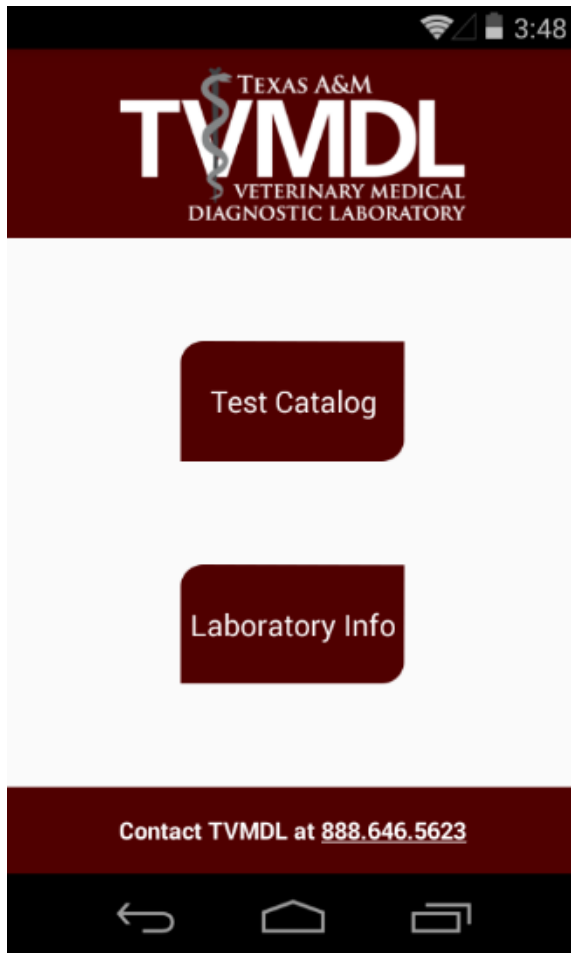 3:48
TEXAS A&M
TVMDL
VETERINARY MEDICAL
DIAGNOSTIC LABORATORY
Test Catalog
Laboratory Info
Contact TVMDL at 888.646.5623